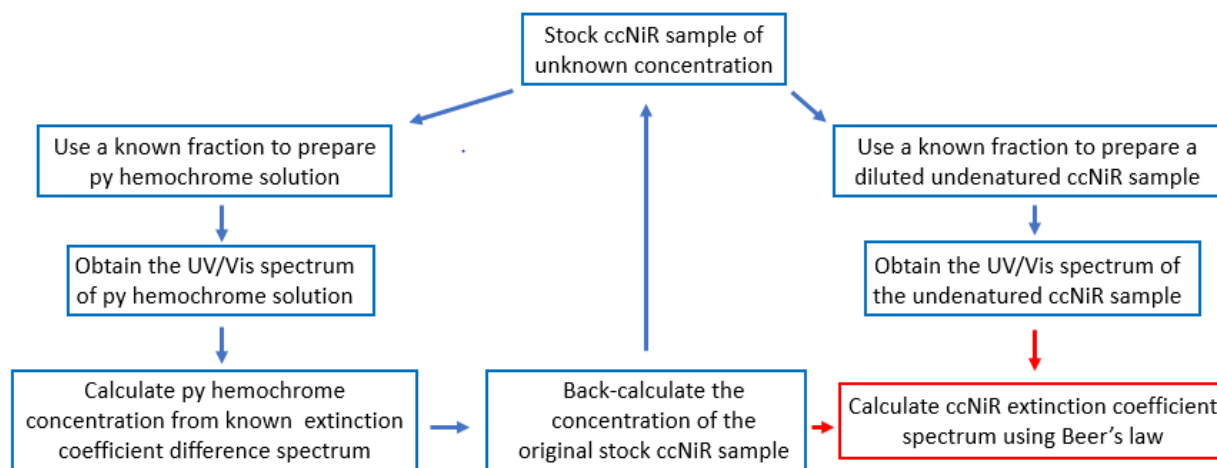 Stock ccNiR sample of
unknown concentration
Use a known fraction to prepare
py hemochrome solution
Use a known fraction to prepare a
diluted undenatured ccNiR sample
Obtain the UV/Vis spectrum
of py hemochrome solution
Obtain the UV/Vis spectrum of
the undenatured ccNiR sample
Calculate py hemochrome
concentration from known extinction
coefficient difference spectrum
Back-calculate the
concentration of the
original stock ccNiR sample
Calculate ccNiR extinction coefficient
spectrum using Beer’s law